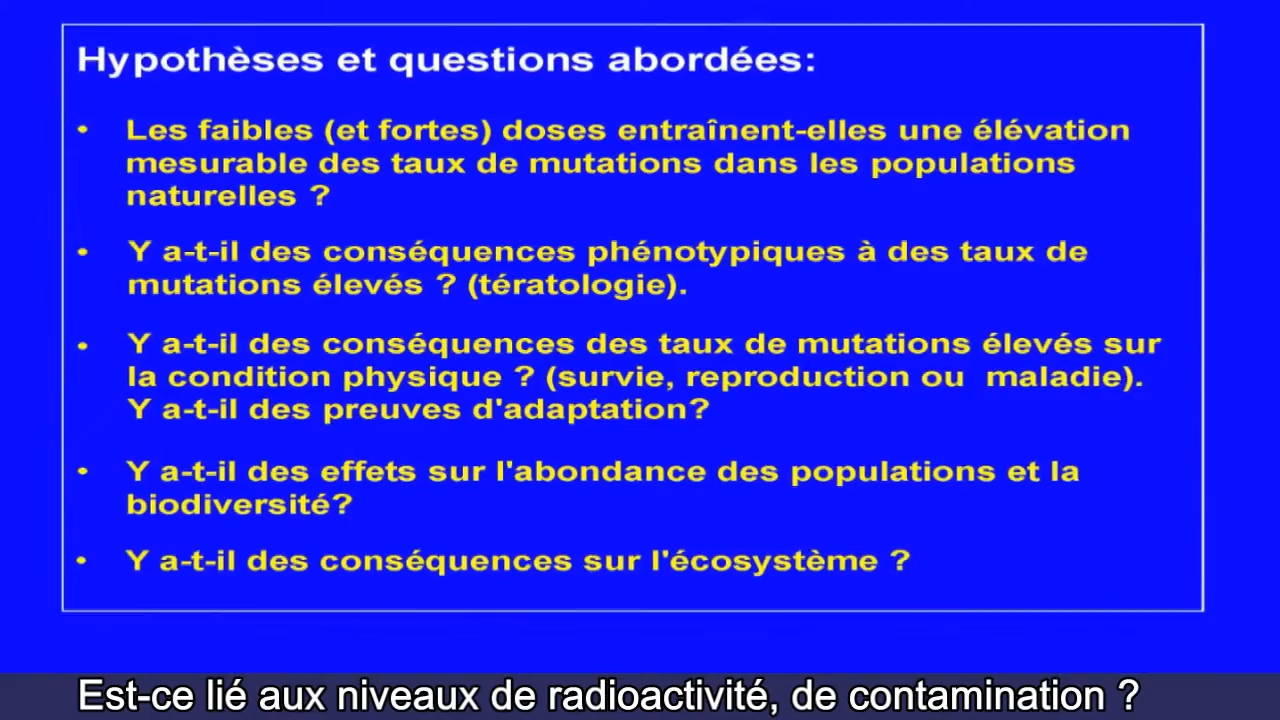 Hypothèses et questions abordées:
• Les faibles (et fortes) doses entraînent-elles une élévation
mesurable des taux de mutations dans les populations
naturelles ?
• Y a-t-il des conséquences phénotypiques à des taux de
mutations élevés ? (tératologie).
• Y a-t-il des conséquences des taux de mutations élevés sur
la condition physique ? (survie, reproduction ou maladie).
Y a-t-il des preuves d'adaptation?
• Y a-t-il des effets sur l'abondance des populations et la
biodiversité?
• Y a-t-il des conséquences sur l'écosystème ?
Est-ce lié aux niveaux de radioactivité, de contamination ?